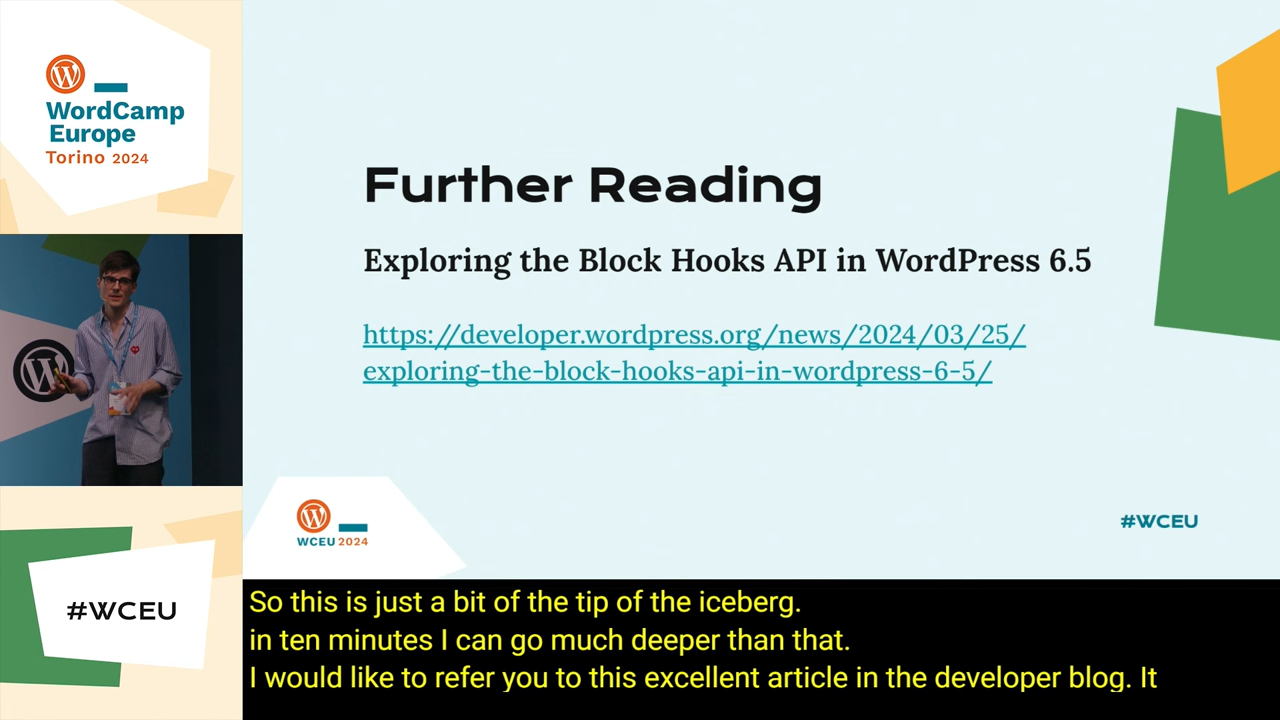 WordCamp
Europe
Torino 2024
Further Reading
Exploring the Block Hooks API in WordPress 6.5
https://developer.wordpress.org/news/2024/03/25/
exploring-the-block-hooks-api-in-wordpress-6-5/
WCEU 2024
#WCEU
#WCEU
So this is just a bit of the tip of the iceberg.
in ten minutes I can go much deeper than that.
I would like to refer you to this excellent article in the developer blog. It